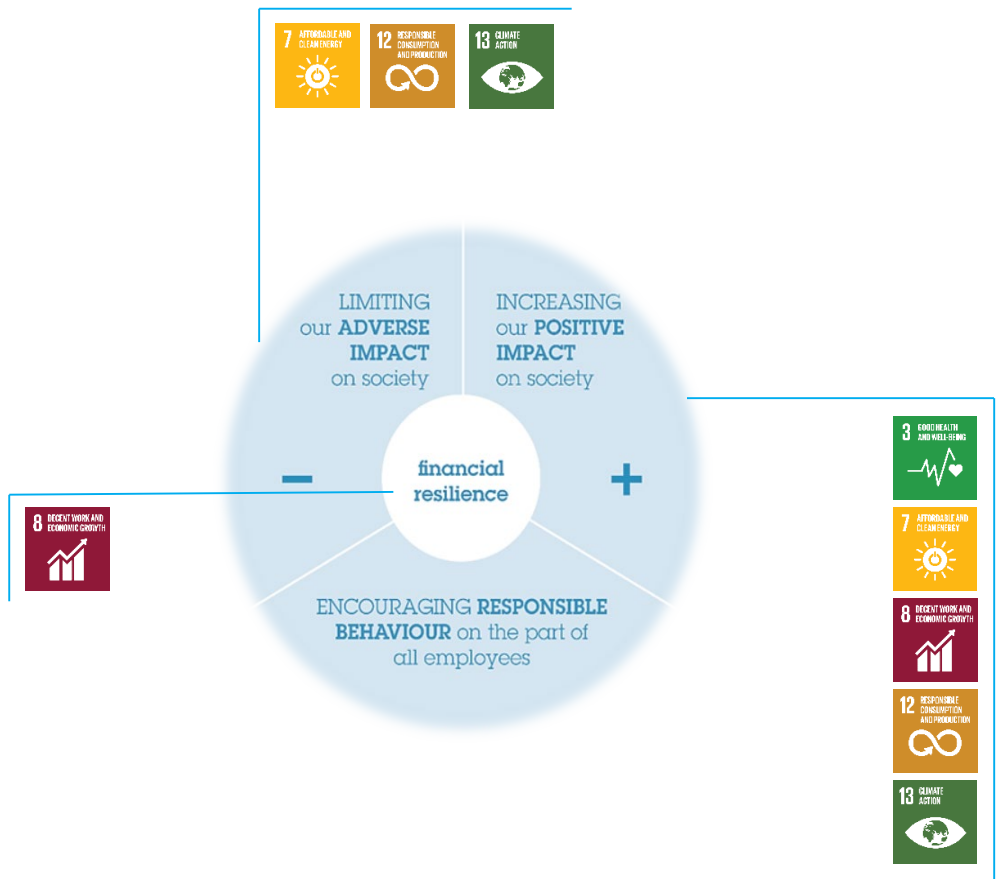 7 AFFORDABLE AND
CLEAN ENERGY
12 RESPONSIBLE
CONSUMPTION
AND PRODUCTION
13 CLIMATE
ACTION
LIMITING
our ADVERSE
IMPACT
on society
INCREASING
our POSITIVE
IMPACT
on society
financial
resilience
− +
8 DECENT WORK AND
ECONOMIC GROWTH
ENCOURAGING RESPONSIBLE
BEHAVIOUR on the part of
all employees
3 GOOD HEALTH
AND WELL-BEING
7 AFFORDABLE AND
CLEAN ENERGY
8 DECENT WORK AND
ECONOMIC GROWTH
12 RESPONSIBLE
CONSUMPTION
AND PRODUCTION
13 CLIMATE
ACTION